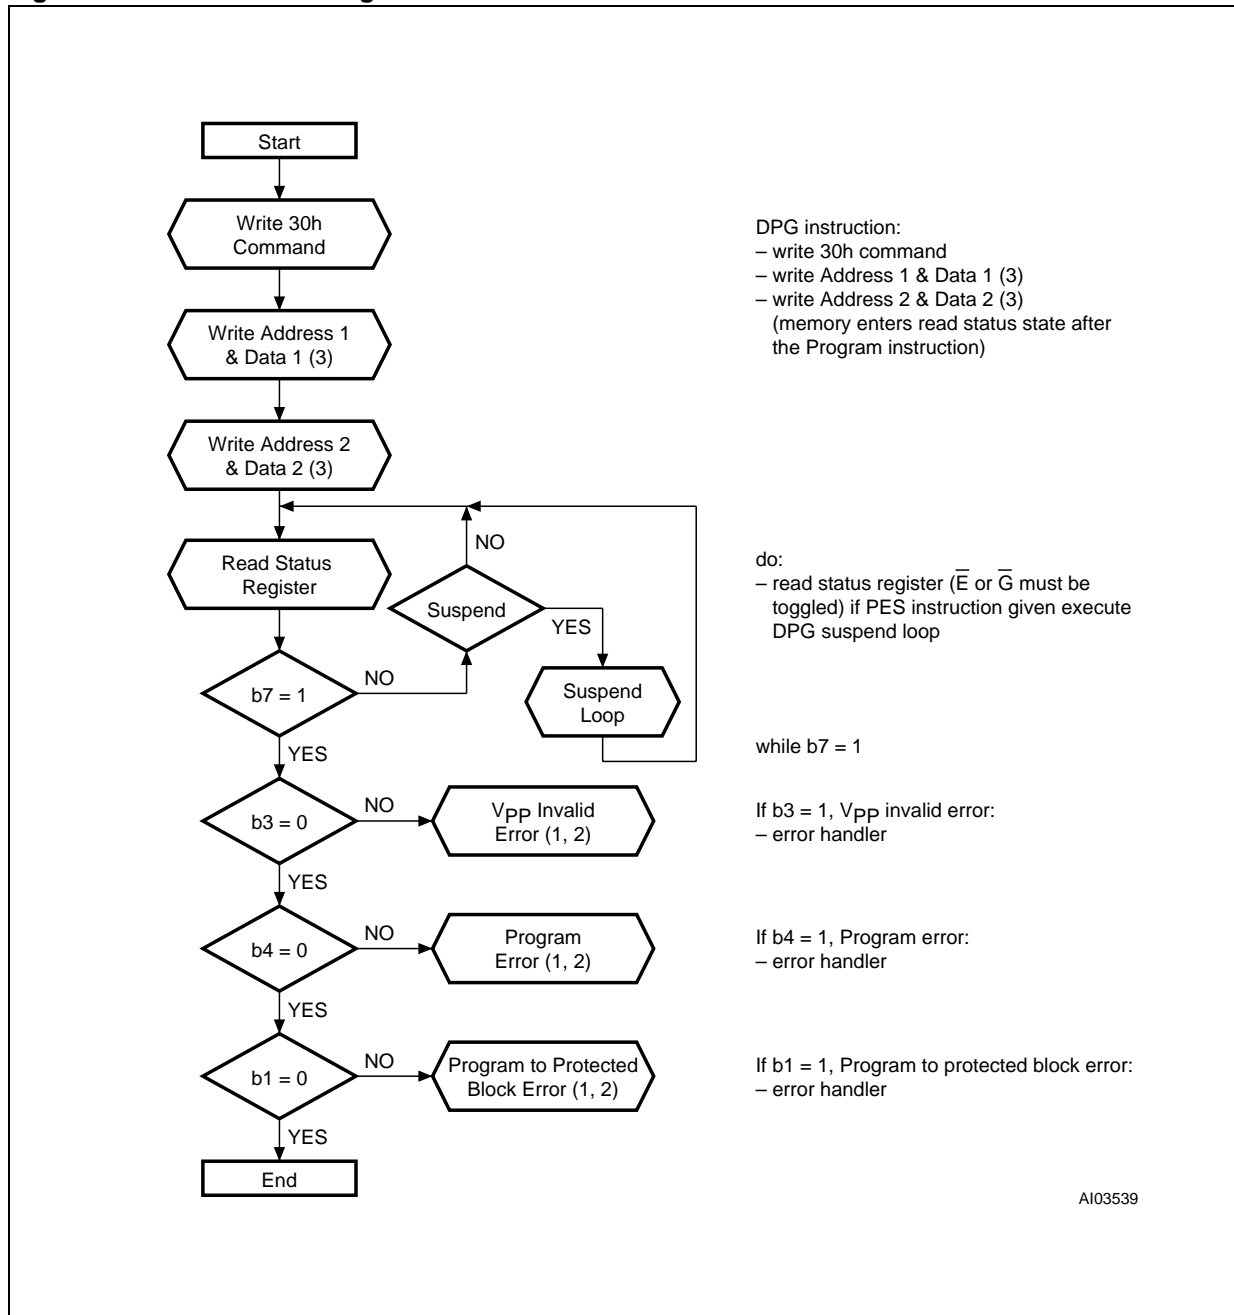 Start
Write 30h
Command
Write Address 1
& Data 1 (3)
Write Address 2
& Data 2 (3)
Read Status
Register
NO
Suspend
YES
Suspend
Loop
b7 = 1
NO
YES
b3 = 0
NO
VPP Invalid
Error (1, 2)
YES
b4 = 0
NO
Program
Error (1, 2)
YES
b1 = 0
NO
Program to Protected
Block Error (1, 2)
YES
End
DPG instruction:
– write 30h command
– write Address 1 & Data 1 (3)
– write Address 2 & Data 2 (3)
(memory enters read status state after
the Program instruction)
do:
– read status register (E̅ or G̅ must be
toggled) if PES instruction given execute
DPG suspend loop
while b7 = 1
If b3 = 1, VPP invalid error:
– error handler
If b4 = 1, Program error:
– error handler
If b1 = 1, Program to protected block error:
– error handler
AI03539